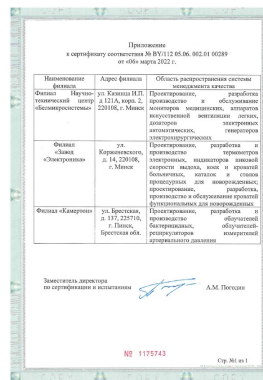 Приложение
к сертификату соответствия № BY/112 05.06. 002.01 00289
от «06» марта 2022 г.
Наименование филиала
Адрес филиала
Область распространения системы менеджмента качества
Филиал Научно-
технический центр
«Белмикросистемы»
ул. Казинца И.П.
д 121А, корп. 2,
220108, г. Минск
Проектирование, разработка
производство и обслуживание
мониторов медицинских, аппаратов
искусственной вентиляции легких,
дозаторов электронных
автоматических, генераторов
электрохирургических
Филиал
«Завод
«Электроника»
ул.
Корженевского,
д. 14, 220108,
г. Минск
Проектирование, разработка и
производство термометров
электронных, индикаторов пиковой
скорости выдоха, коек и кроватей
больничных, каталок и столов
процедурных для новорожденных;
проектирование, разработка,
производство и обслуживание кроватей
функциональных для новорожденных
Филиал «Камертон»
ул. Брестская,
д. 137, 225710,
г. Пинск,
Брестская обл.
Проектирование, разработка и
производство облучателей
бактерицидных, облучателей-
рециркуляторов измерителей
артериального давления
Заместитель директора
по сертификации и испытаниям
А.М. Погодин
№ 1175743
Стр. №1 из 1